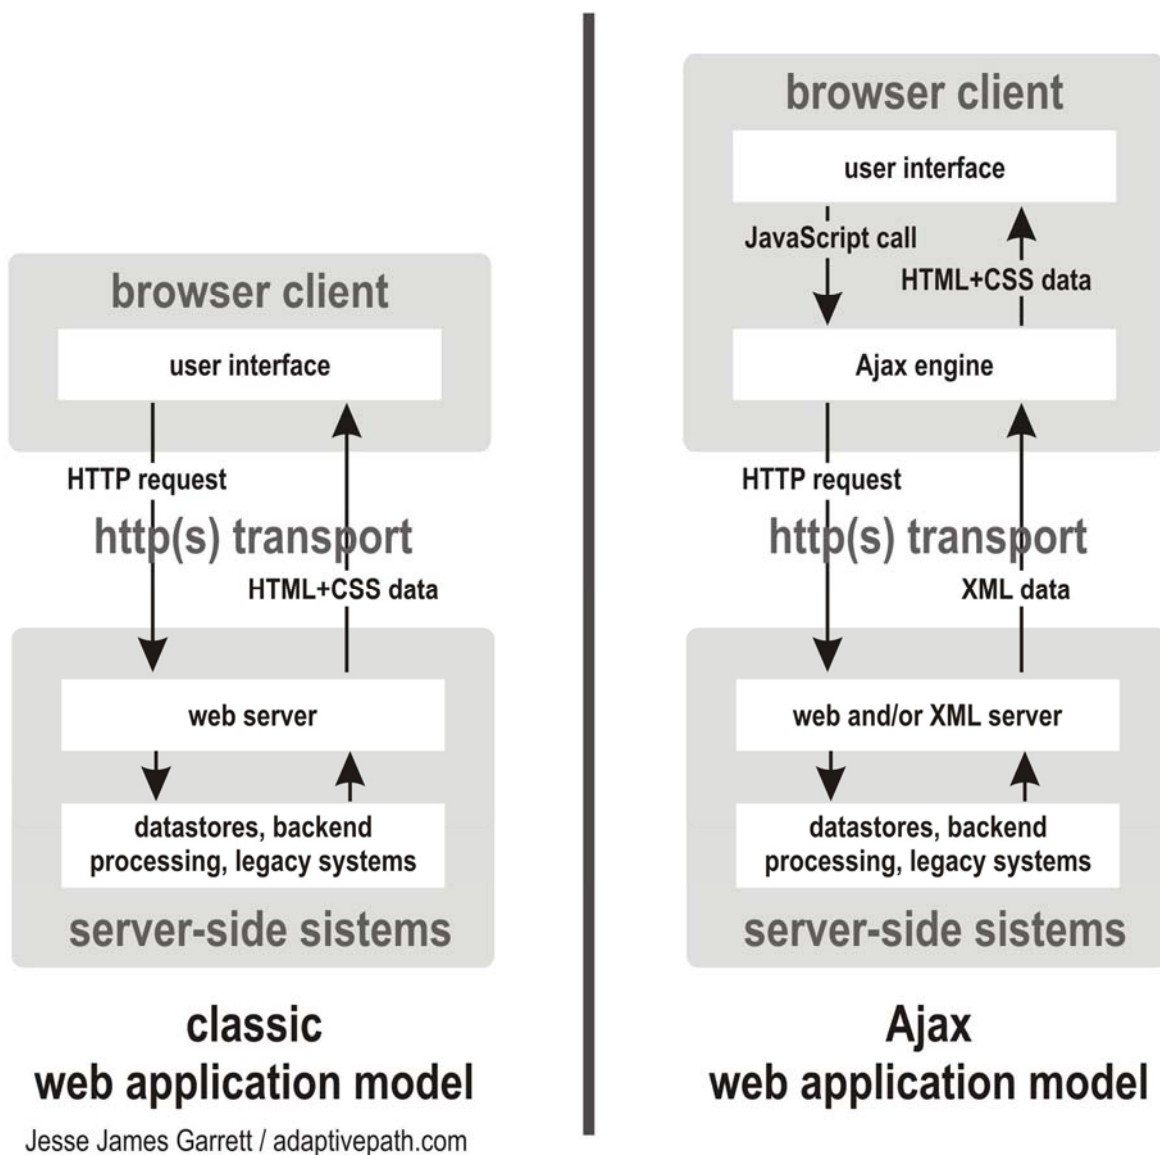 browser client
user interface
HTTP request
http(s) transport
HTML+CSS data
web server
datastores, backend
processing, legacy systems
server-side sistems
classic
web application model
Jesse James Garrett / adaptivepath.com
browser client
user interface
JavaScript call
HTML+CSS data
Ajax engine
HTTP request
http(s) transport
XML data
web and/or XML server
datastores, backend
processing, legacy systems
server-side sistems
Ajax
web application model